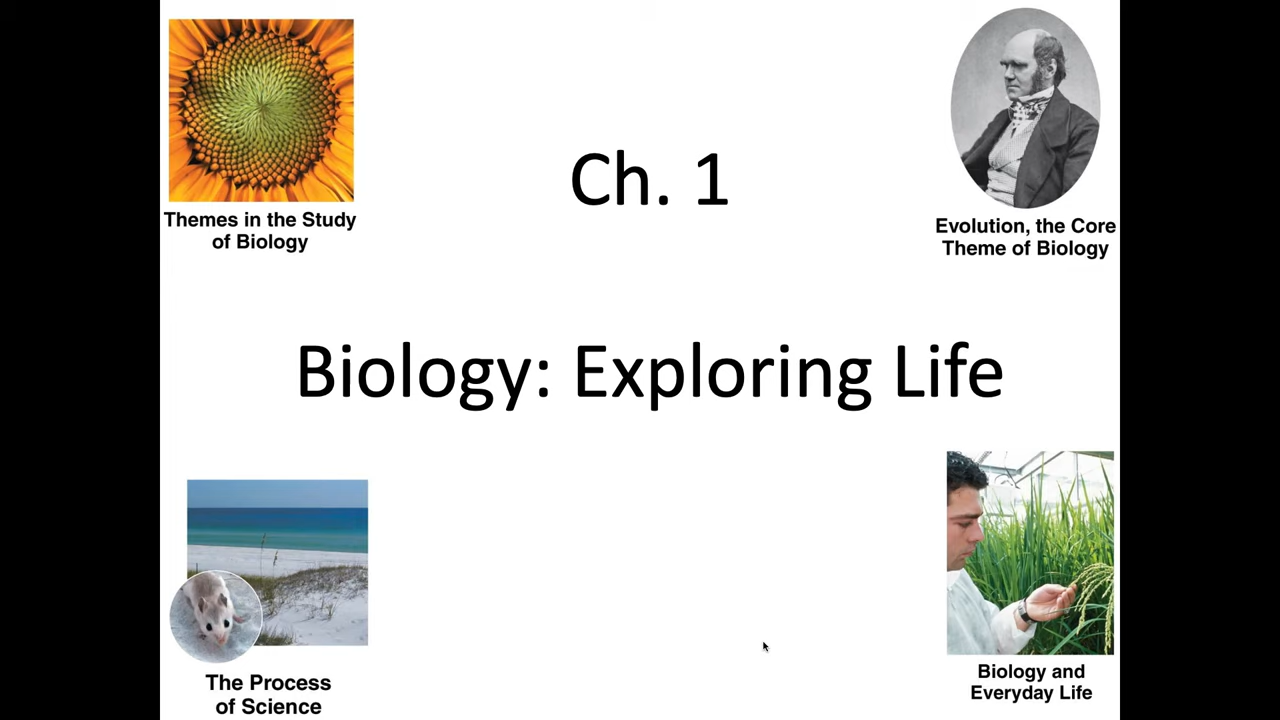 Ch. 1
Biology: Exploring Life
Themes in the Study
of Biology
Evolution, the Core
Theme of Biology
The Process
of Science
Biology and
Everyday Life